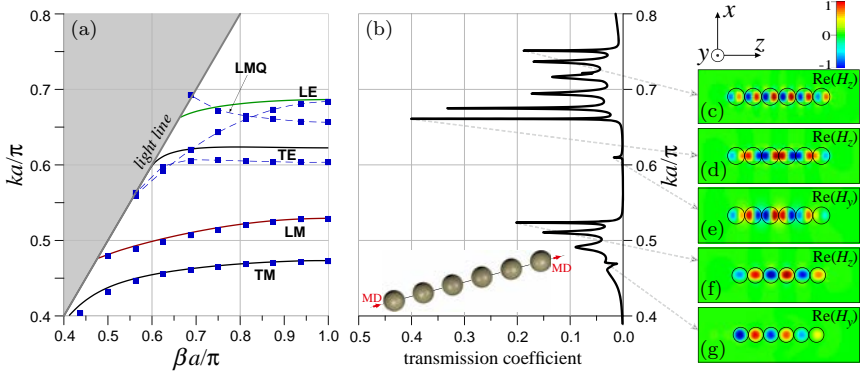 (a)
ka/π
0.8
0.7
0.6
0.5
0.4
0.4
0.5
0.6
0.7
0.8
0.9
1.0
βa/π
light line
LMQ
LE
TE
LM
TM
(b)
0.8
0.7
0.6
0.5
0.4
ka/π
0.5
0.4
0.3
0.2
0.1
0.0
transmission coefficient
MD
MD
x
y
z
1
0
-1
Re(Hz)
(c)
Re(Hz)
(d)
Re(Hy)
(e)
Re(Hz)
(f)
Re(Hy)
(g)